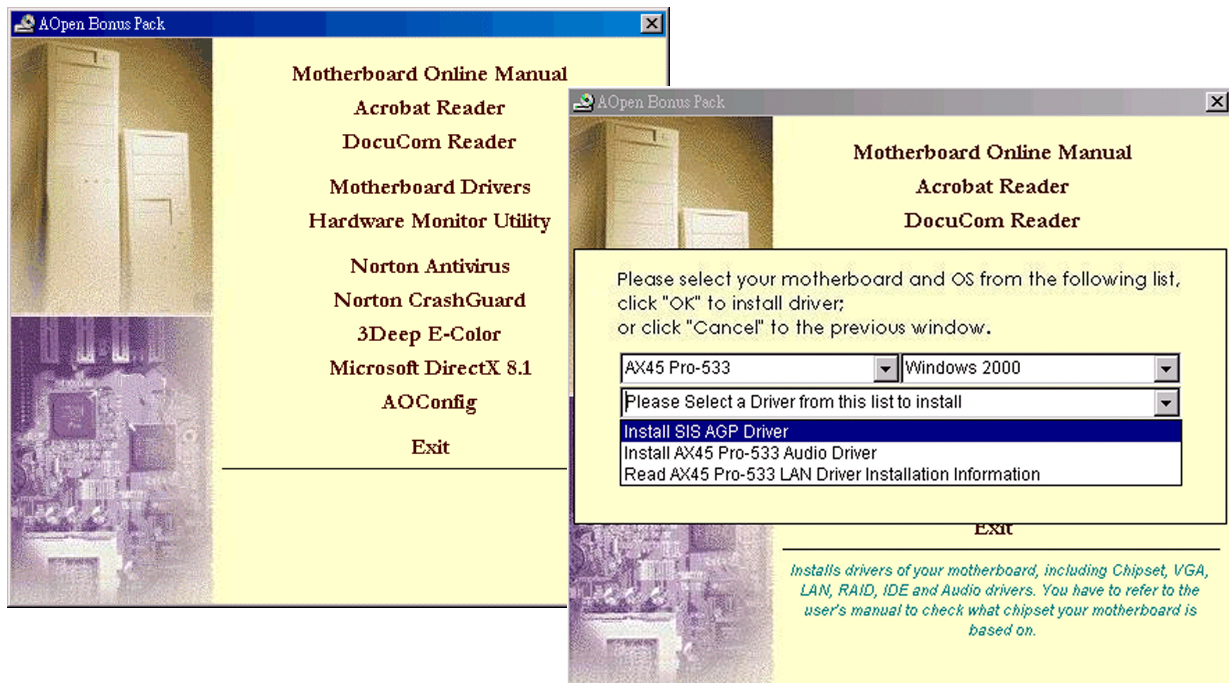 AOpen Bonus Pack
Motherboard Online Manual
Acrobat Reader
DocuCom Reader
Motherboard Drivers
Hardware Monitor Utility
Norton Antivirus
Norton CrashGuard
3Deep E-Color
Microsoft DirectX 8.1
AOConfig
Exit
AOpen Bonus Pack
Motherboard Online Manual
Acrobat Reader
DocuCom Reader
Please select your motherboard and OS from the following list,
click "OK" to install driver;
or click "Cancel" to the previous window.
AX45 Pro-533
Windows 2000
Please Select a Driver from this list to install
Install SIS AGP Driver
Install AX45 Pro-533 Audio Driver
Read AX45 Pro-533 LAN Driver Installation Information
Exit
Installs drivers of your motherboard, including Chipset, VGA,
LAN, RAID, IDE and Audio drivers. You have to refer to the
user's manual to check what chipset your motherboard is
based on.